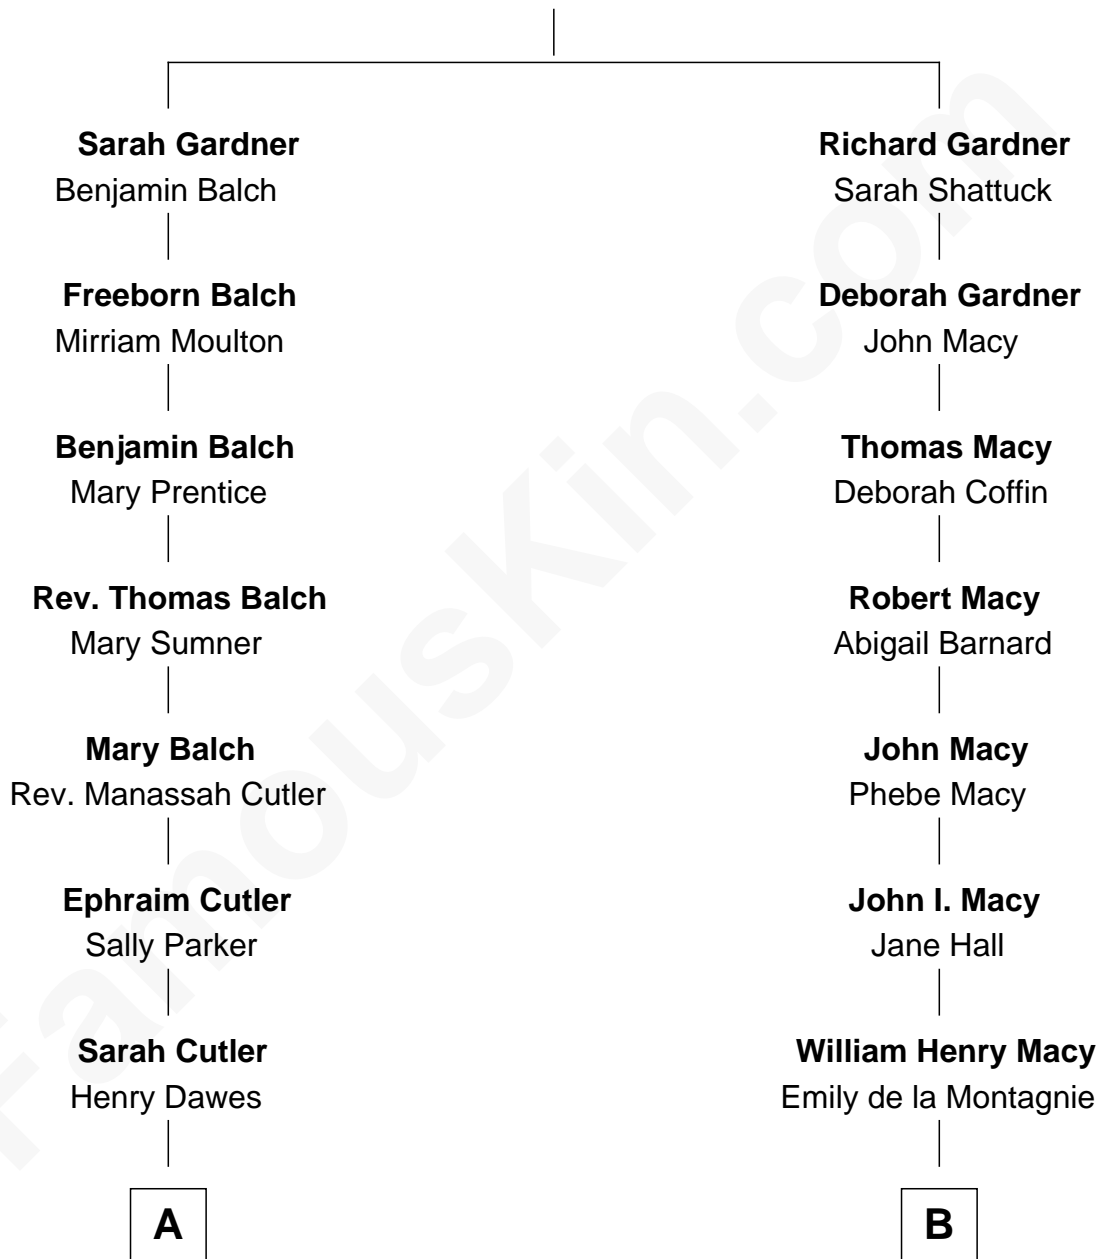 Sarah Gardner
Benjamin Balch
Freeborn Balch
Mirriam Moulton
Benjamin Balch
Mary Prentice
Rev. Thomas Balch
Mary Sumner
Mary Balch
Rev. Manassah Cutler
Ephraim Cutler
Sally Parker
Sarah Cutler
Henry Dawes
A
Richard Gardner
Sarah Shattuck
Deborah Gardner
John Macy
Thomas Macy
Deborah Coffin
Robert Macy
Abigail Barnard
John Macy
Phebe Macy
John I. Macy
Jane Hall
William Henry Macy
Emily de la Montagnie
B
FamousKin.com